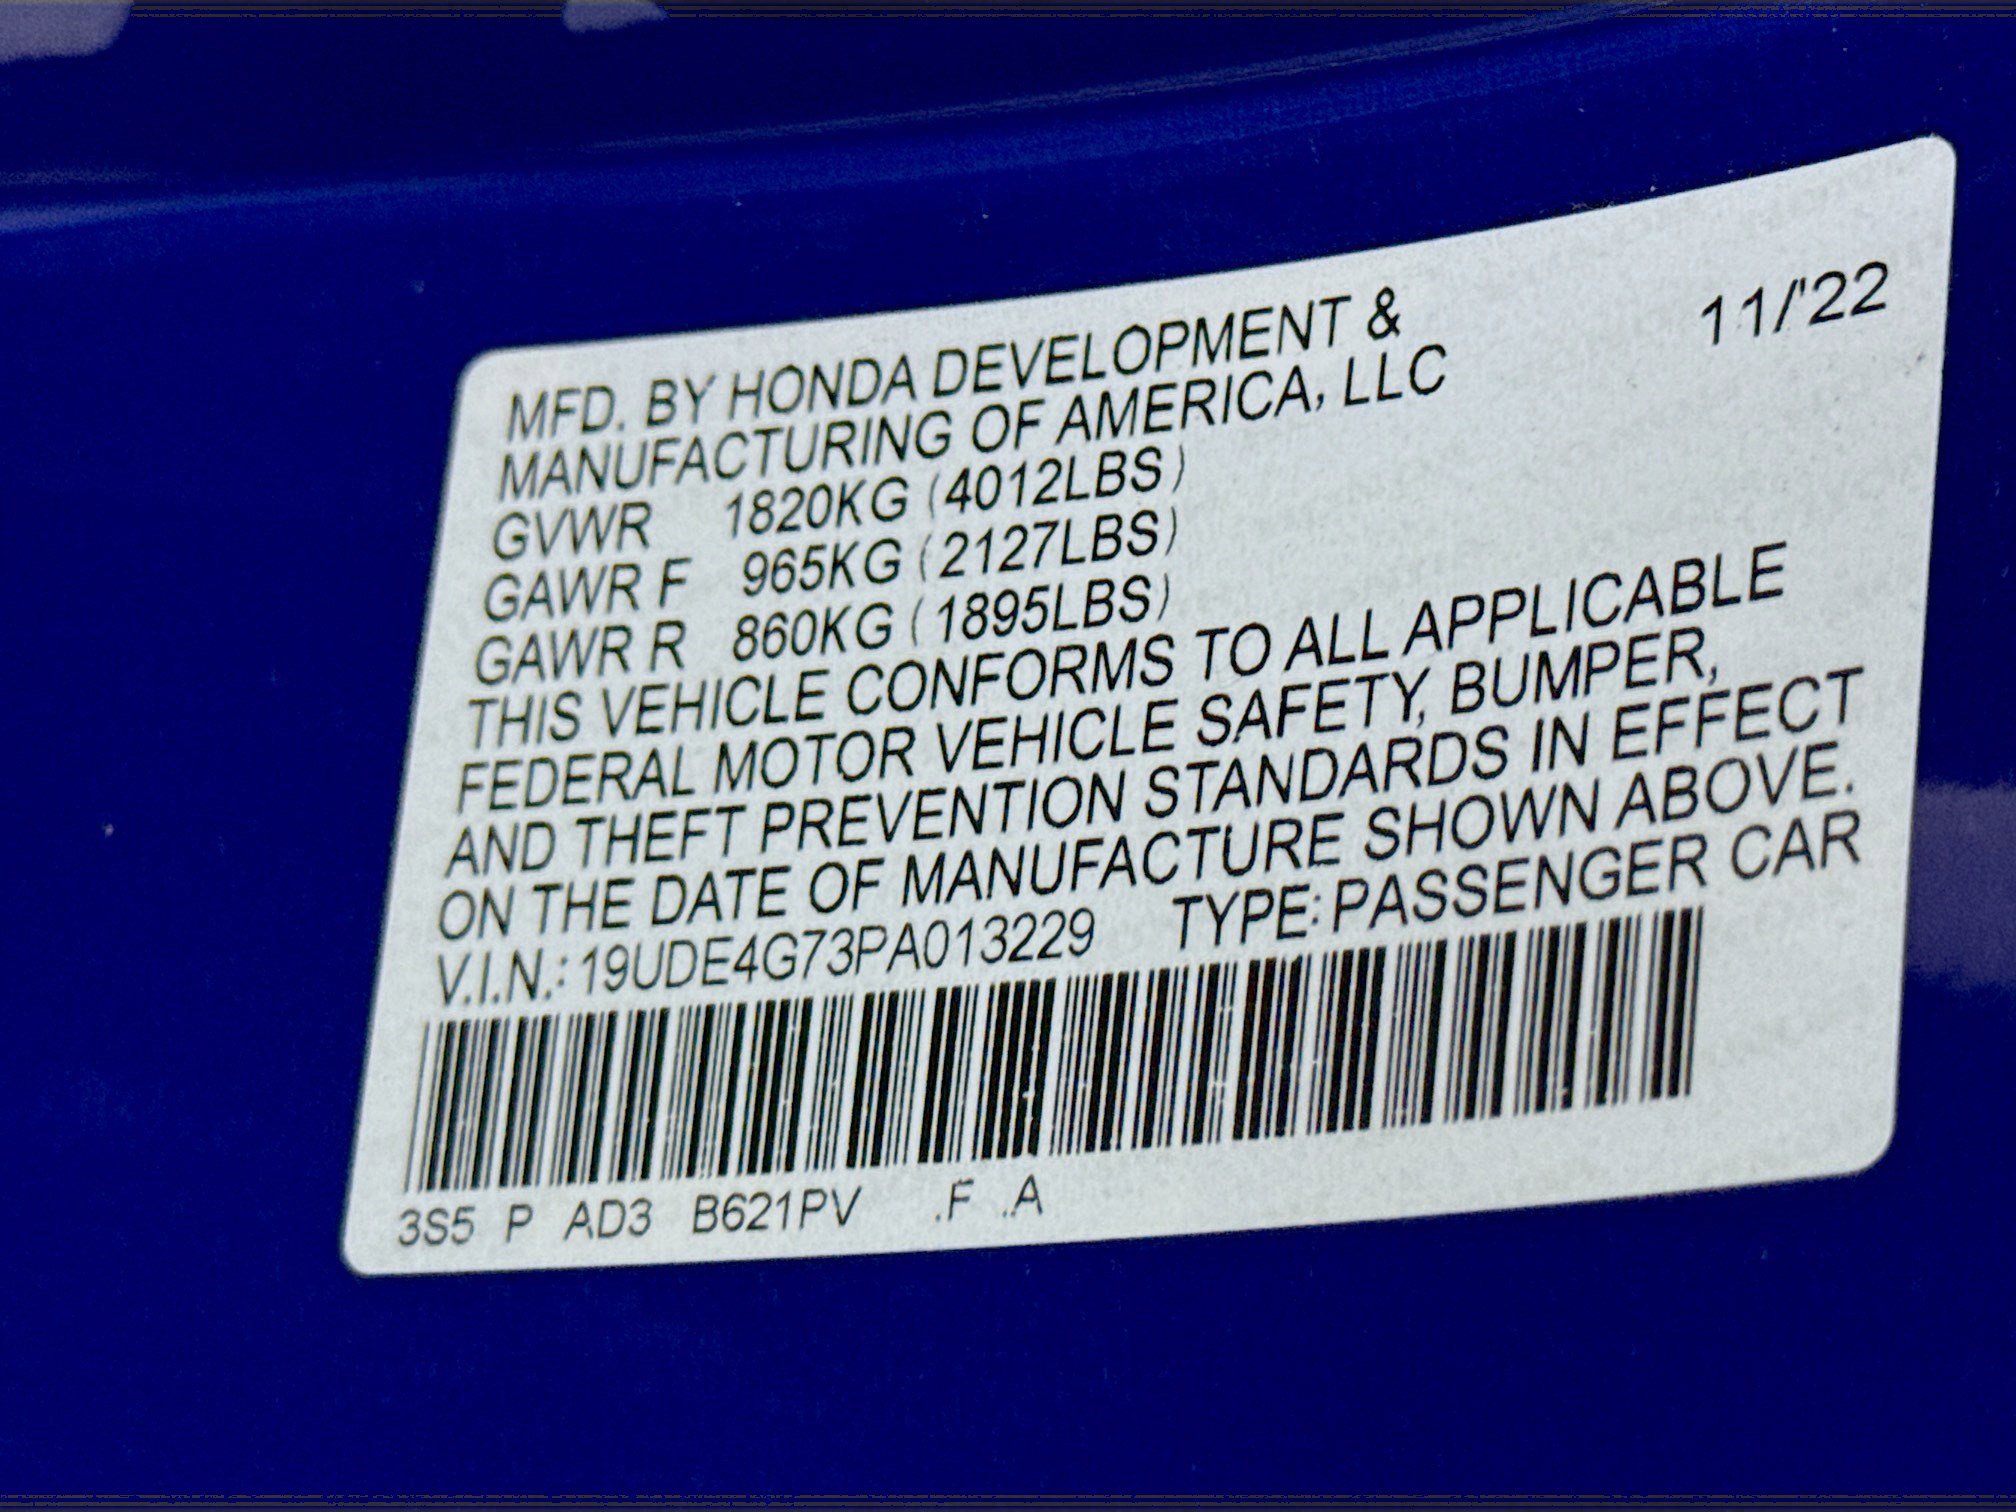 MFD. BY HONDA DEVELOPMENT &
MANUFACTURING OF AMERICA, LLC
11/'22
GVWR 1820KG (4012LBS)
GAWR F 965KG (2127LBS)
GAWR R 860KG (1895LBS)
THIS VEHICLE CONFORMS TO ALL APPLICABLE
FEDERAL MOTOR VEHICLE SAFETY, BUMPER,
AND THEFT PREVENTION STANDARDS IN EFFECT
ON THE DATE OF MANUFACTURE SHOWN ABOVE.
V.I.N.: 19UDE4G73PA013229 TYPE: PASSENGER CAR
3S5 P AD3 B621PV .F .A